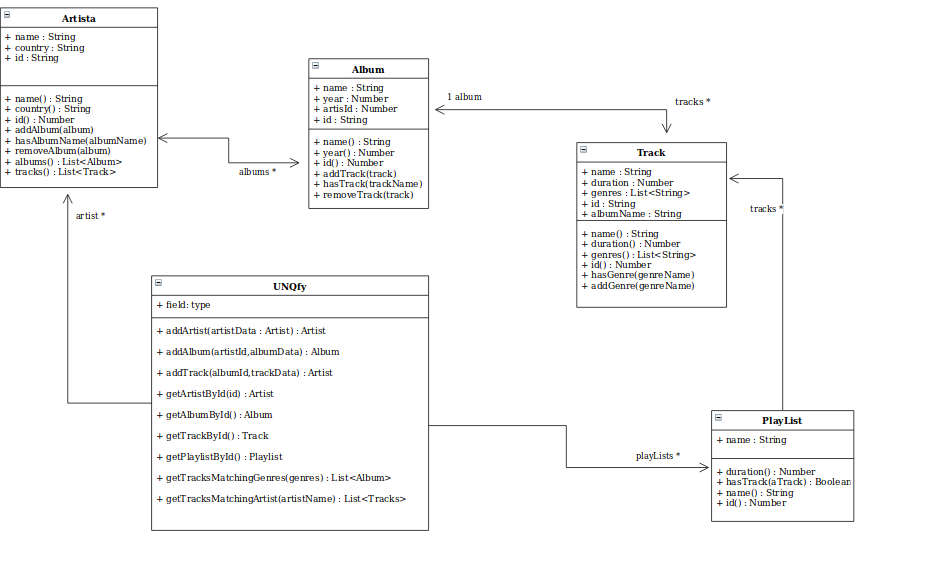 Artista
+ name : String
+ country : String
+ id : String
+ name() : String
+ country() : String
+ id() : Number
+ addAlbum(album)
+ hasAlbumName(albumName)
+ removeAlbum(album)
+ albums() : List<Album>
+ tracks() : List<Track>
Album
+ name : String
+ year : Number
+ artisId : Number
+ id : String
+ name() : String
+ year() : Number
+ id() : Number
+ addTrack(track)
+ hasTrack(trackName)
+ removeTrack(track)
1 album
tracks *
albums *
artist *
Track
+ name : String
+ duration : Number
+ genres : List<String>
+ id : String
+ albumName : String
+ name() : String
+ duration() : Number
+ genres() : List<String>
+ id() : Number
+ hasGenre(genreName)
+ addGenre(genreName)
tracks *
UNQfy
+ field: type
+ addArtist(artistData : Artist) : Artist
+ addAlbum(artistId,albumData) : Album
+ addTrack(albumId,trackData) : Artist
+ getArtistById(id) : Artist
+ getAlbumById() : Album
+ getTrackById() : Track
+ getPlaylistById() : Playlist
+ getTracksMatchingGenres(genres) : List<Album>
+ getTracksMatchingArtist(artistName) : List<Tracks>
playLists *
PlayList
+ name : String
+ duration() : Number
+ hasTrack(aTrack) : Boolean
+ name() : String
+ id() : Number